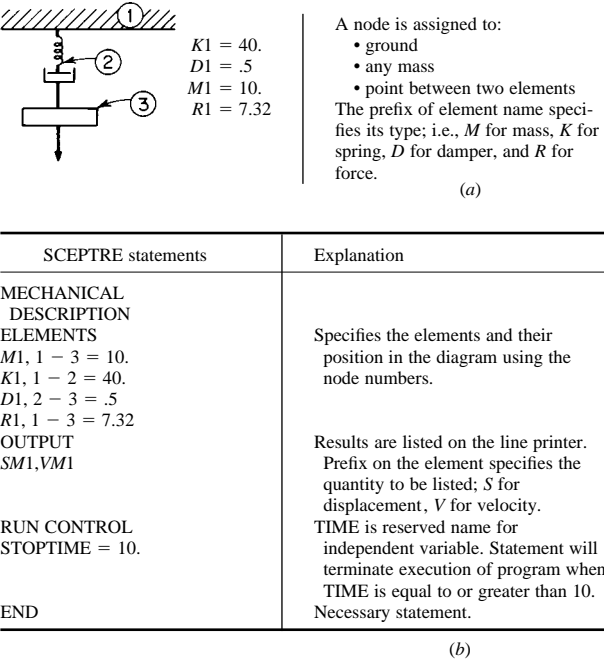 1
2
3
K1 = 40.
D1 = .5
M1 = 10.
R1 = 7.32
A node is assigned to:
• ground
• any mass
• point between two elements
The prefix of element name speci-
fies its type; i.e., M for mass, K for
spring, D for damper, and R for
force.
(a)
SCEPTRE statements Explanation
MECHANICAL
DESCRIPTION
ELEMENTS Specifies the elements and their
M1, 1 − 3 = 10. position in the diagram using the
K1, 1 − 2 = 40. node numbers.
D1, 2 − 3 = .5
R1, 1 − 3 = 7.32
OUTPUT Results are listed on the line printer.
SM1,VM1 Prefix on the element specifies the
quantity to be listed; S for
displacement, V for velocity.
RUN CONTROL TIME is reserved name for
STOPTIME = 10. independent variable. Statement will
terminate execution of program when
TIME is equal to or greater than 10.
END Necessary statement.
(b)